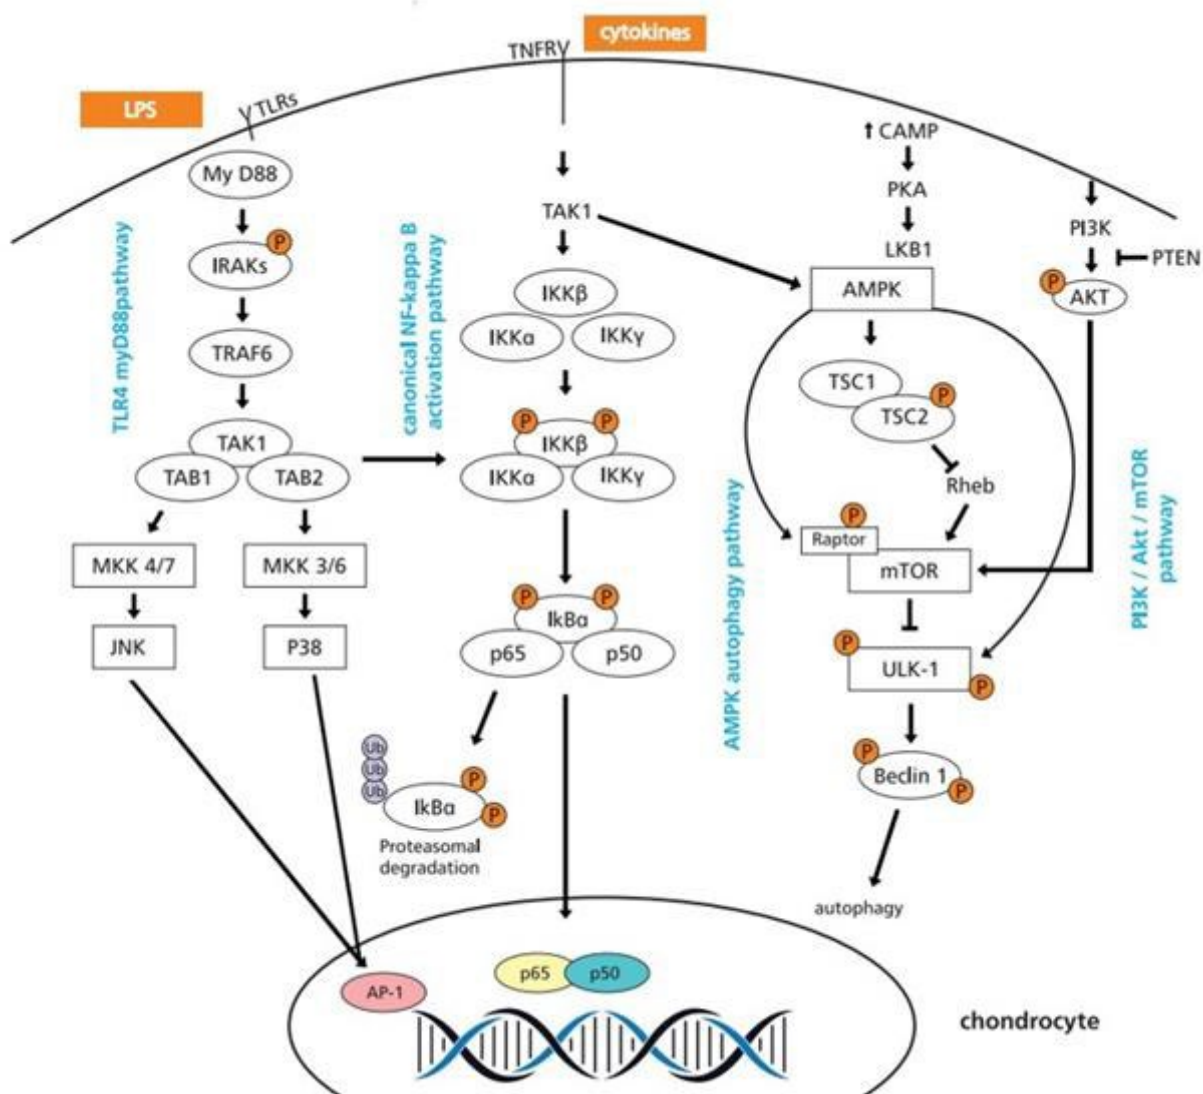 cytokines
TNFR
LPS
TLRs
My D88
P
IRAKs
TRAF6
TAK1
TAB1
TAB2
MKK 4/7
MKK 3/6
JNK
P38
TLR4 myD88pathway
canonical NF-kappa B
activation pathway
TAK1
IKKβ
IKKα
IKKγ
P
P
IKKβ
IKKα
IKKγ
P
P
IkBα
p65
p50
Ub
Ub
Ub
P
P
IkBα
Proteasomal
degradation
CAMP
PKA
LKB1
AMPK
TSC1
P
TSC2
Rheb
P
Raptor
mTOR
P
ULK-1
P
P
Beclin 1
P
autophagy
AMPK autophagy pathway
PI3K
PTEN
P
AKT
PI3K / Akt / mTOR
pathway
AP-1
p65
p50
chondrocyte